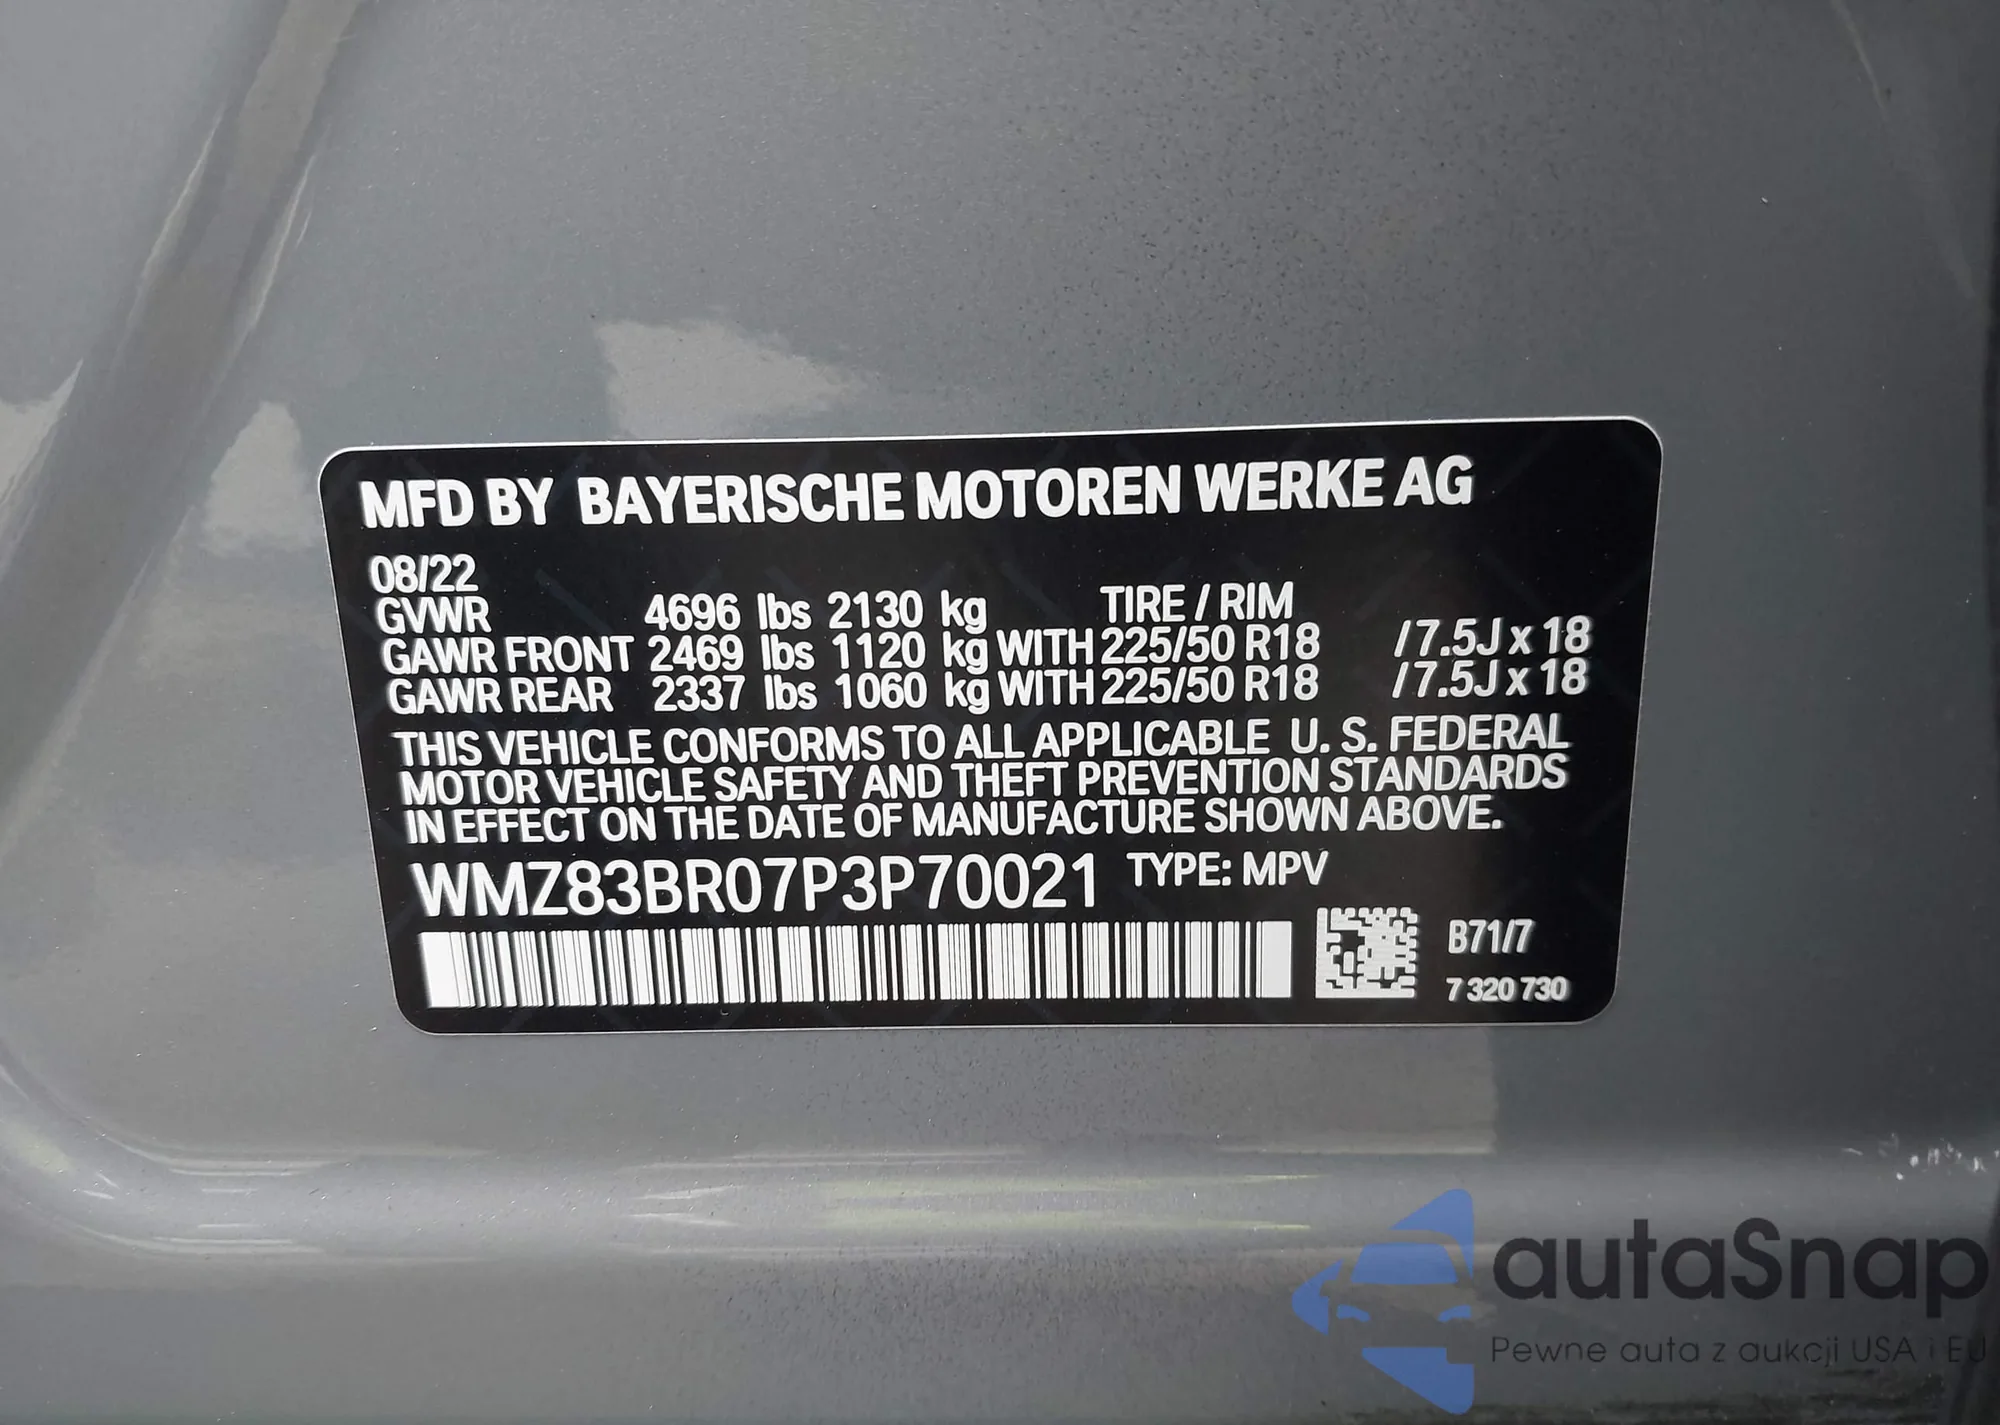 MFD BY BAYERISCHE MOTOREN WERKE AG
08/22
GVWR 4696 lbs 2130 kg TIRE / RIM
GAWR FRONT 2469 lbs 1120 kg WITH 225/50 R18 /7.5J x 18
GAWR REAR 2337 lbs 1060 kg WITH 225/50 R18 /7.5J x 18
THIS VEHICLE CONFORMS TO ALL APPLICABLE U. S. FEDERAL
MOTOR VEHICLE SAFETY AND THEFT PREVENTION STANDARDS
IN EFFECT ON THE DATE OF MANUFACTURE SHOWN ABOVE.
WMZ83BR07P3P70021 TYPE: MPV
B71/7
7 320 730
autaSnap
Pewne auta z aukcji USA i EU